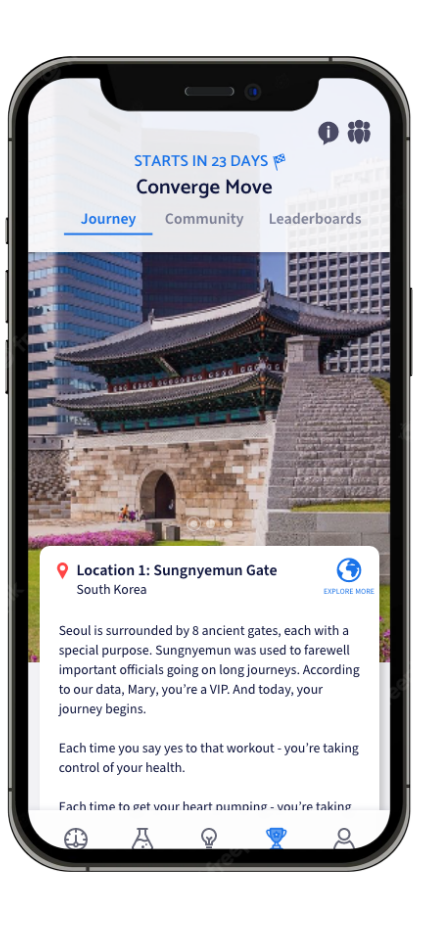 STARTS IN 23 DAYS
Converge Move
Journey Community Leaderboards
Location 1: Sungnyemun Gate
South Korea
EXPLORE MORE
Seoul is surrounded by 8 ancient gates, each with a
special purpose. Sungnyemun was used to farewell
important officials going on long journeys. According
to our data, Mary, you're a VIP. And today, your
journey begins.
Each time you say yes to that workout - you're taking
control of your health.
Each time to get your heart pumping - you're taking